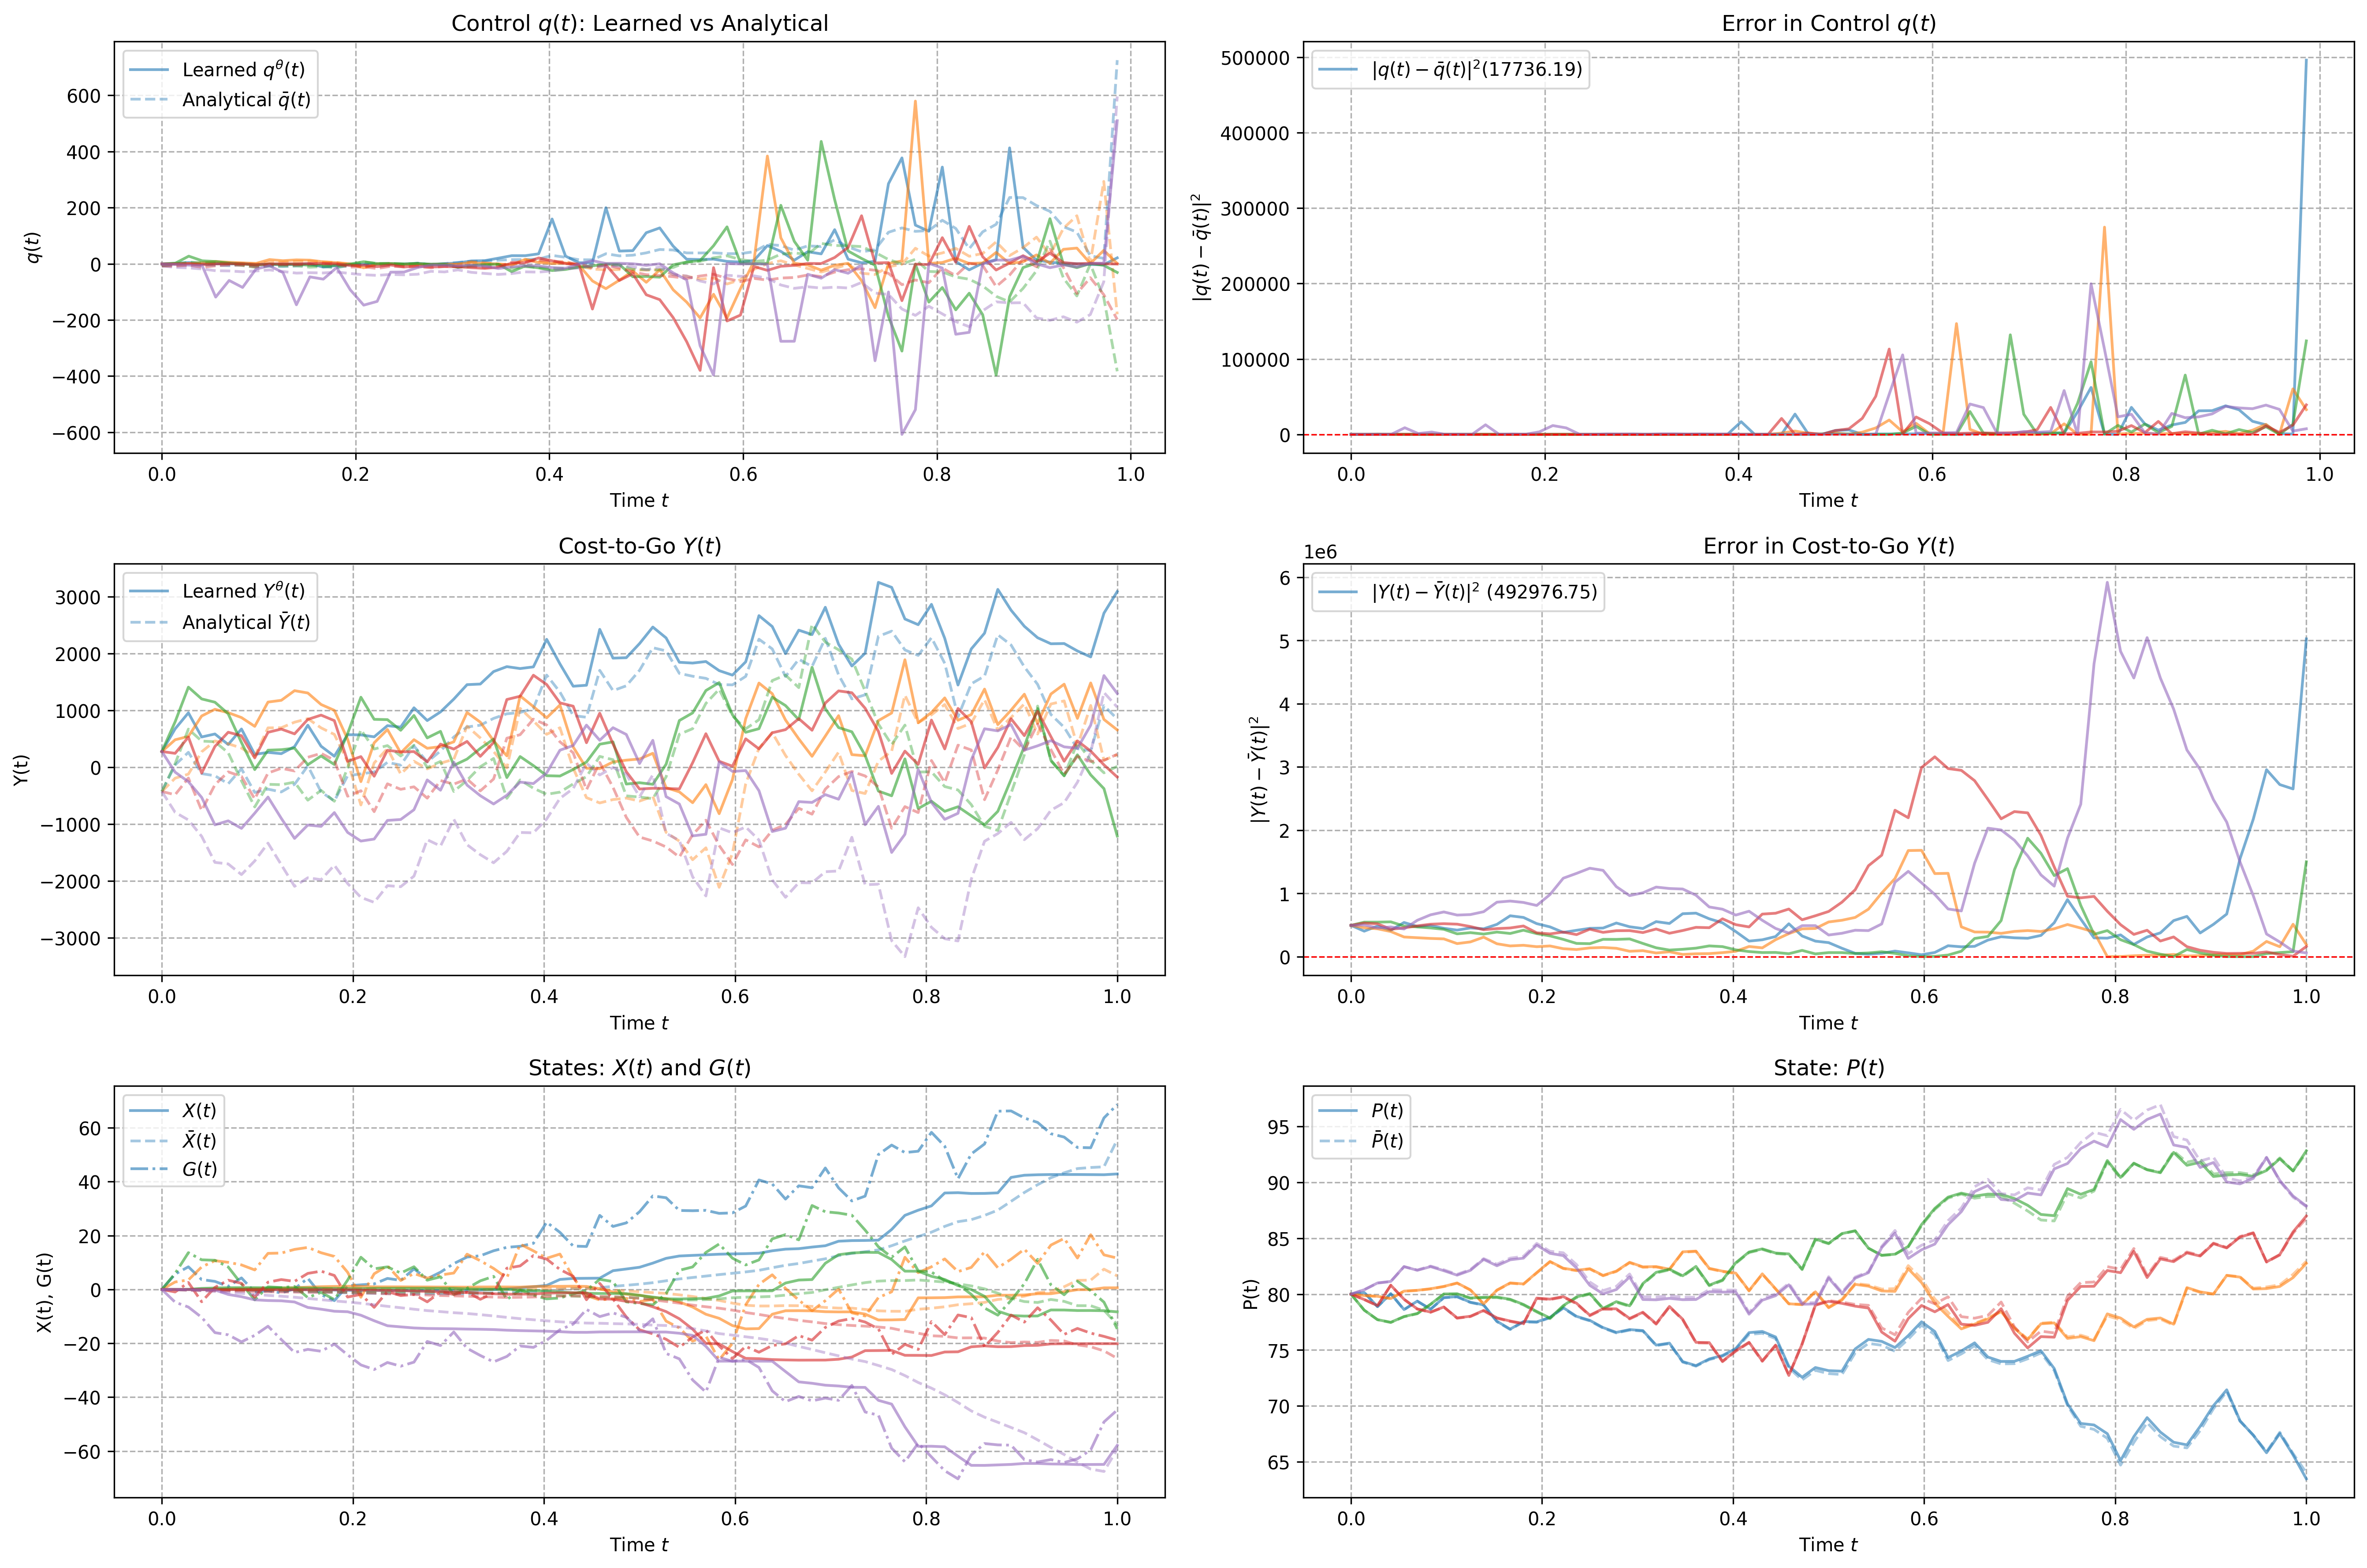 Control q(t): Learned vs Analytical
Learned q^θ(t)
Analytical q̄(t)
q(t)
600
400
200
0
−200
−400
−600
0.0 0.2 0.4 0.6 0.8 1.0
Time t
Error in Control q(t)
|q(t) − q̄(t)|²(17736.19)
|q(t) − q̄(t)|²
500000
400000
300000
200000
100000
0
0.0 0.2 0.4 0.6 0.8 1.0
Time t
Cost-to-Go Y(t)
Learned Y^θ(t)
Analytical Ȳ(t)
Y(t)
3000
2000
1000
0
−1000
−2000
−3000
0.0 0.2 0.4 0.6 0.8 1.0
Time t
Error in Cost-to-Go Y(t)
1e6
|Y(t) − Ȳ(t)|² (492976.75)
|Y(t) − Ȳ(t)|²
6
5
4
3
2
1
0
0.0 0.2 0.4 0.6 0.8 1.0
Time t
States: X(t) and G(t)
X(t)
X̄(t)
G(t)
X(t), G(t)
60
40
20
0
−20
−40
−60
0.0 0.2 0.4 0.6 0.8 1.0
Time t
State: P(t)
P(t)
P̄(t)
P(t)
95
90
85
80
75
70
65
0.0 0.2 0.4 0.6 0.8 1.0
Time t